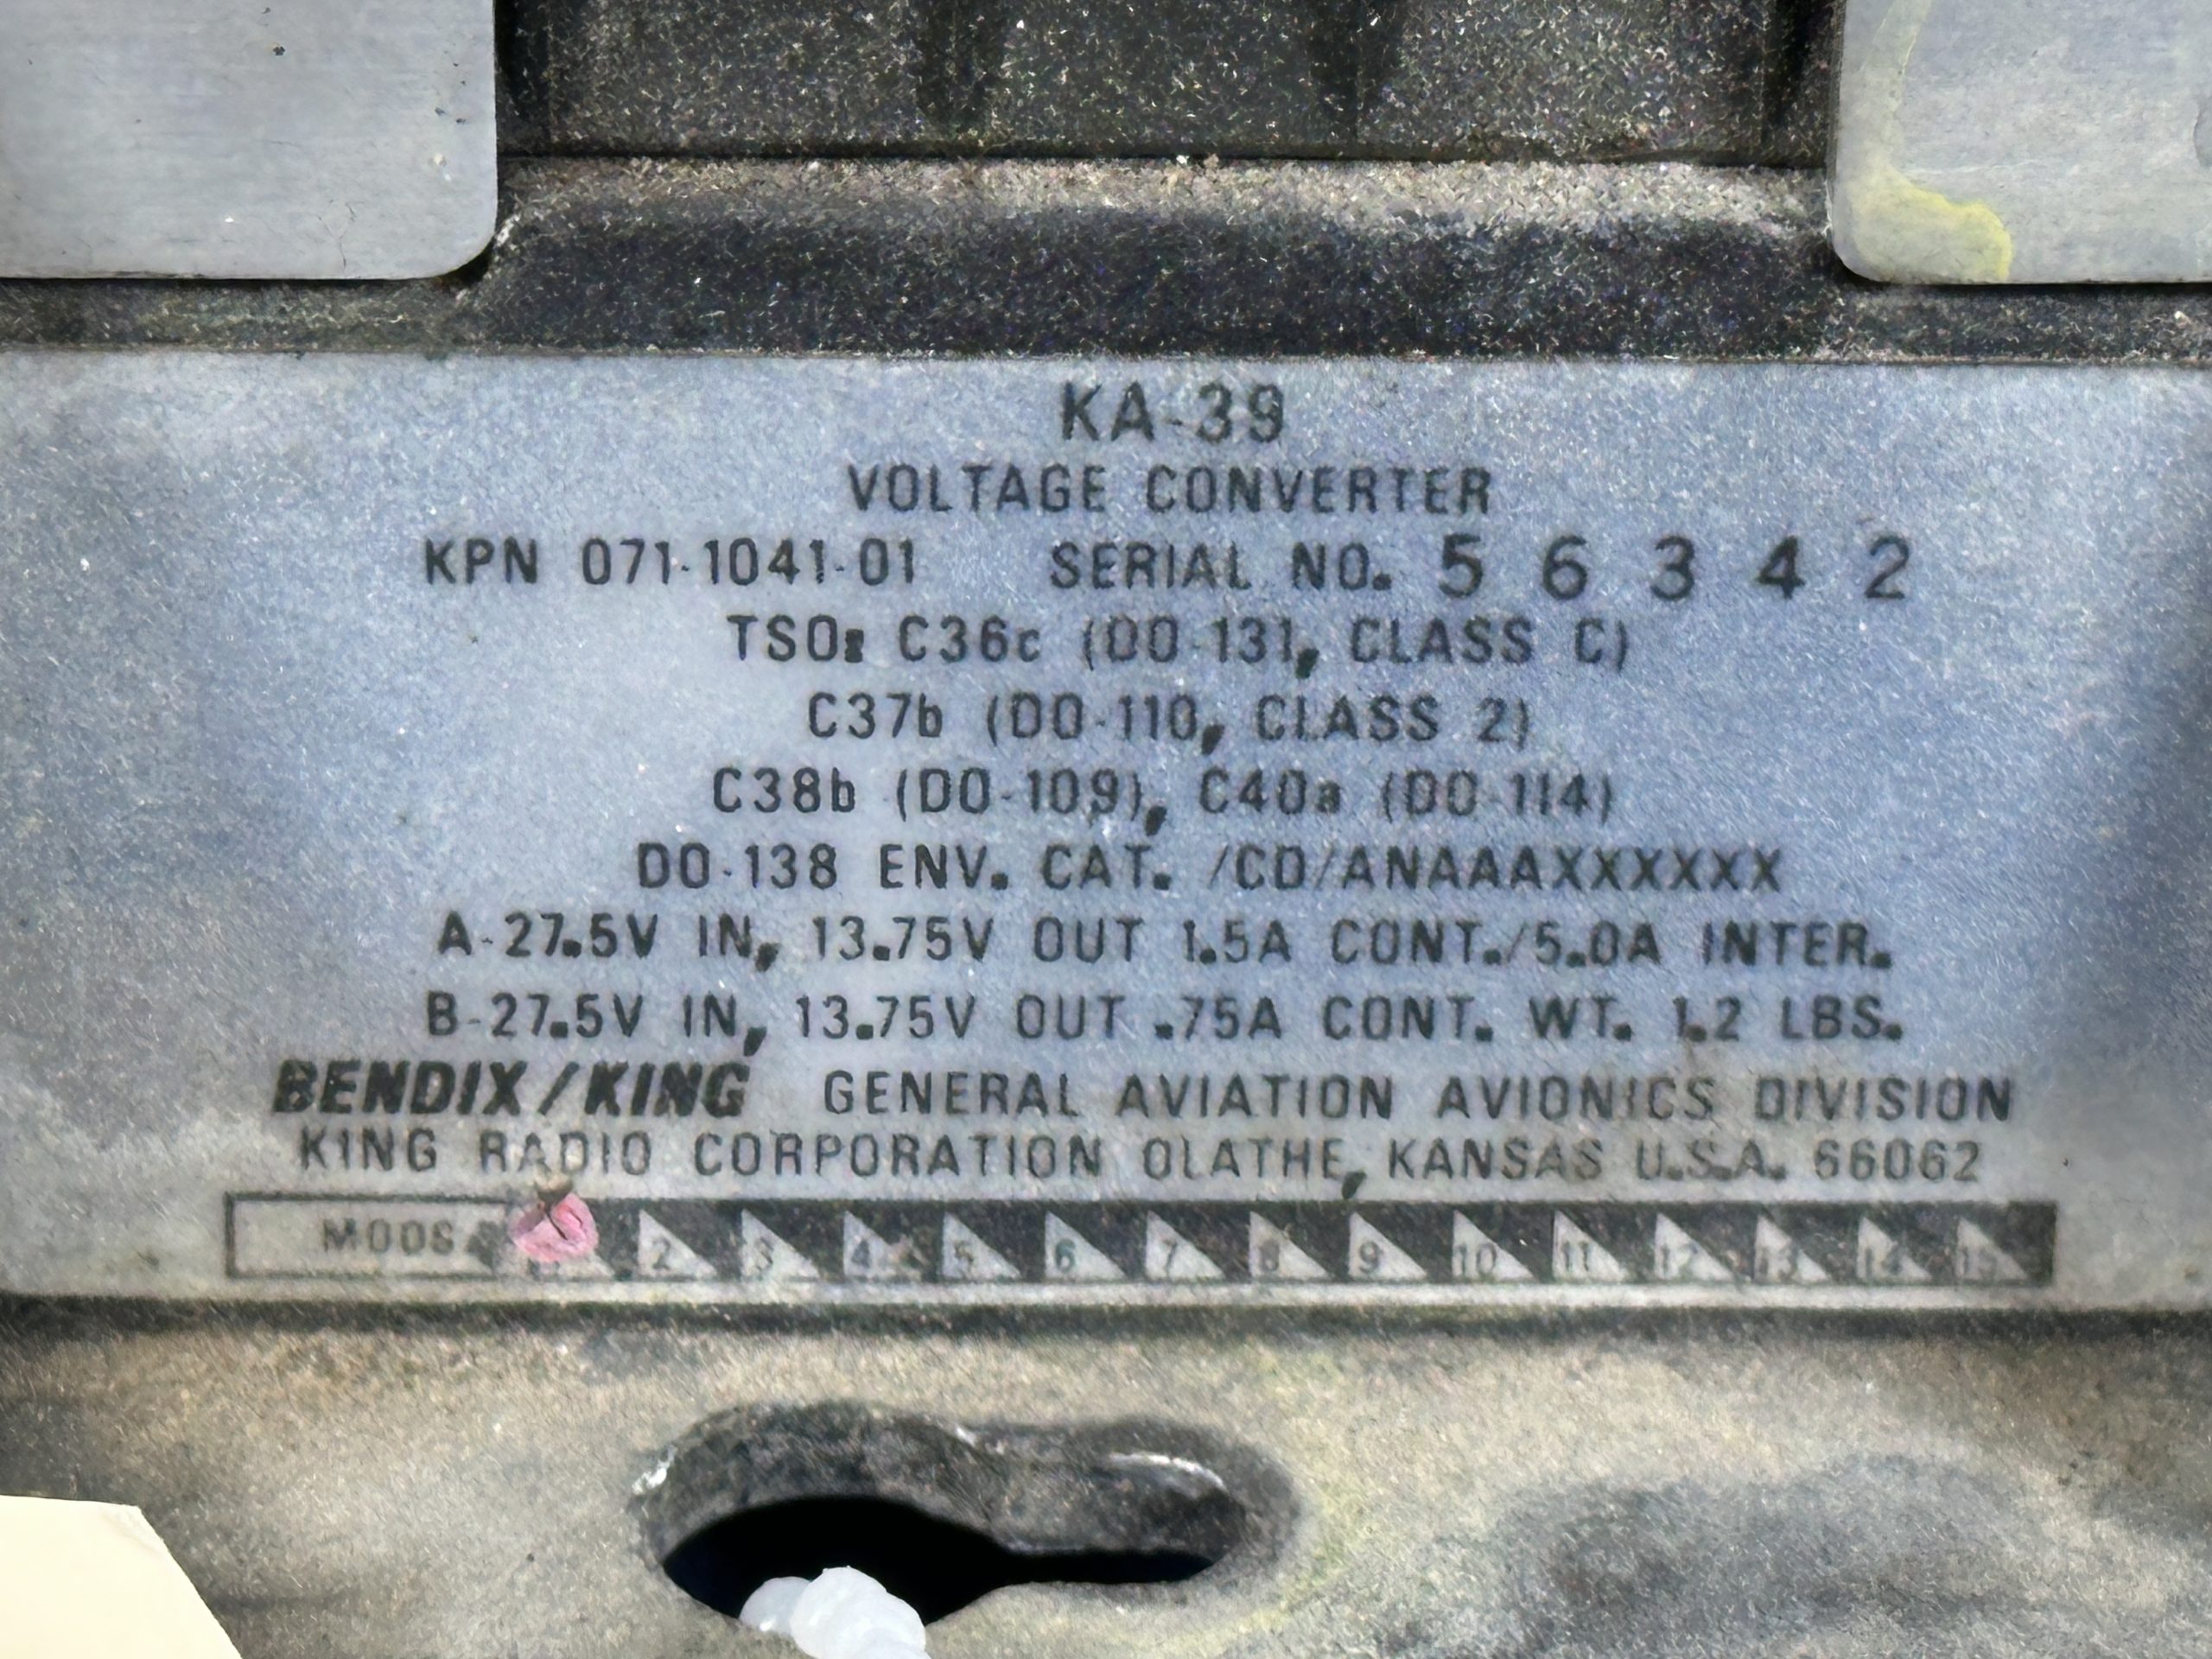 KA-39
VOLTAGE CONVERTER
KPN 071-1041-01 SERIAL NO. 5 6 3 4 2
TSO: C36c (DO-131, CLASS C)
C37b (DO-110, CLASS 2)
C38b (DO-109), C40a (DO-114)
DO-138 ENV. CAT. /CD/ANAAAXXXXXX
A-27.5V IN, 13.75V OUT 1.5A CONT./5.0A INTER.
B-27.5V IN, 13.75V OUT .75A CONT. WT. 1.2 LBS.
BENDIX/KING GENERAL AVIATION AVIONICS DIVISION
KING RADIO CORPORATION OLATHE, KANSAS U.S.A. 66062
MODS 2 3 4 5 6 7 8 9 10 11 12 13 14 15